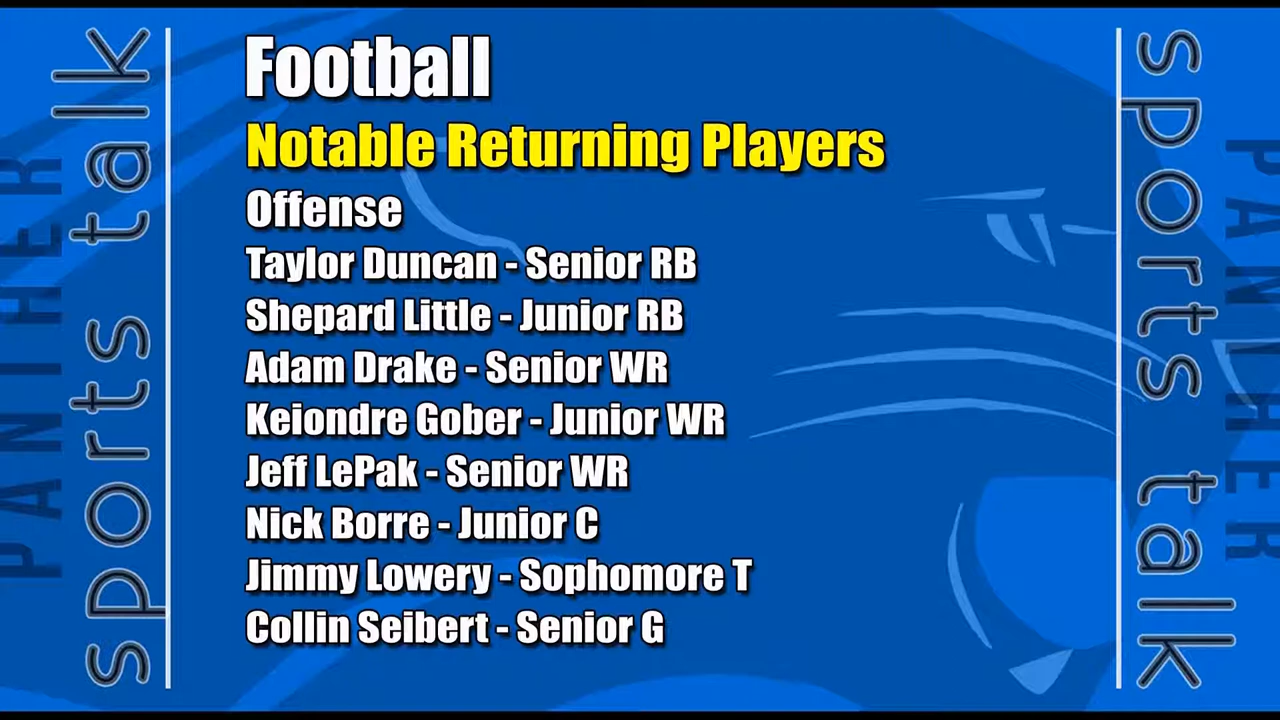 Football
Notable Returning Players
Offense
Taylor Duncan - Senior RB
Shepard Little - Junior RB
Adam Drake - Senior WR
Keiondre Gober - Junior WR
Jeff LePak - Senior WR
Nick Borre - Junior C
Jimmy Lowery - Sophomore T
Collin Seibert - Senior G
PANTHER
sports talk
sports talk
PANTHER